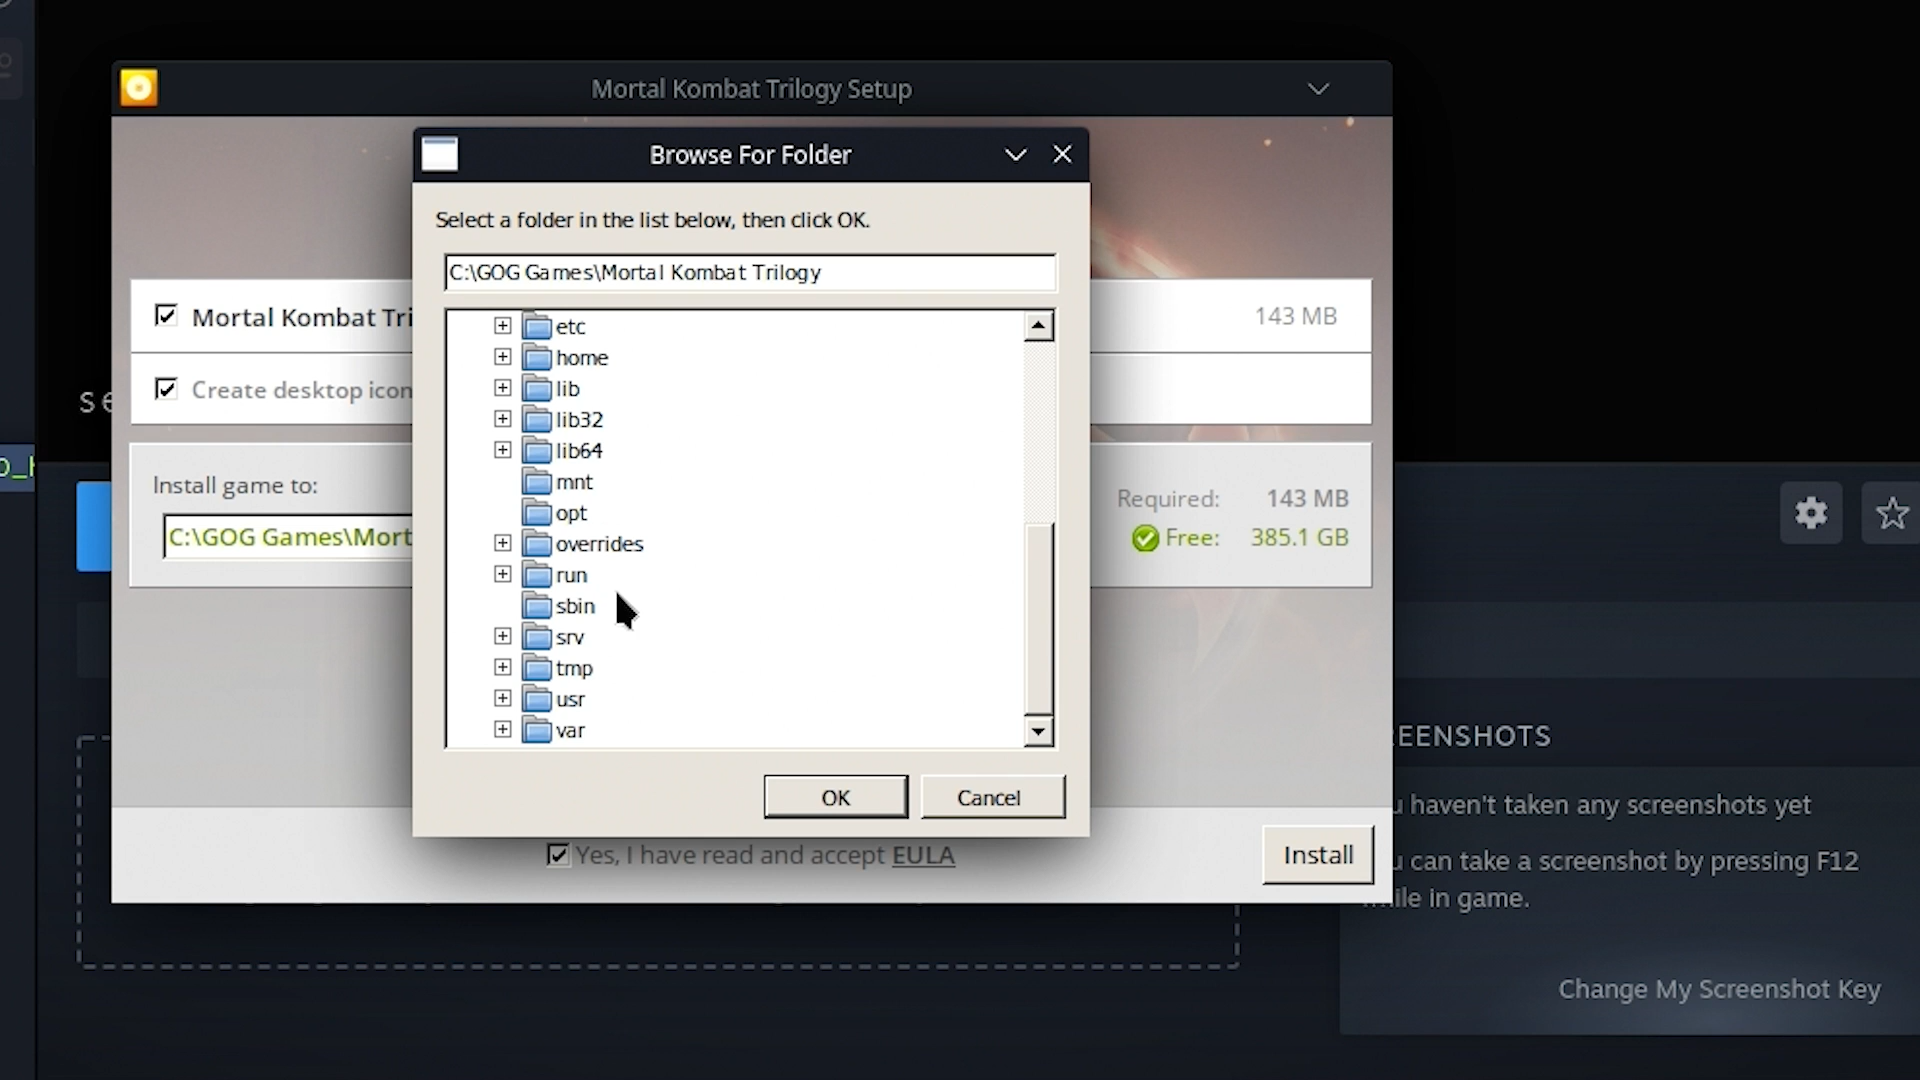 Mortal Kombat Trilogy Setup
Browse For Folder
Select a folder in the list below, then click OK.
C:\GOG Games\Mortal Kombat Trilogy
etc
home
lib
lib32
lib64
mnt
opt
overrides
run
sbin
srv
tmp
usr
var
OK
Cancel
Mortal Kombat Tri
143 MB
Create desktop icon
Install game to:
C:\GOG Games\Mort
Required: 143 MB
Free: 385.1 GB
Yes, I have read and accept EULA
Install
EENSHOTS
u haven't taken any screenshots yet
u can take a screenshot by pressing F12
ile in game.
Change My Screenshot Key